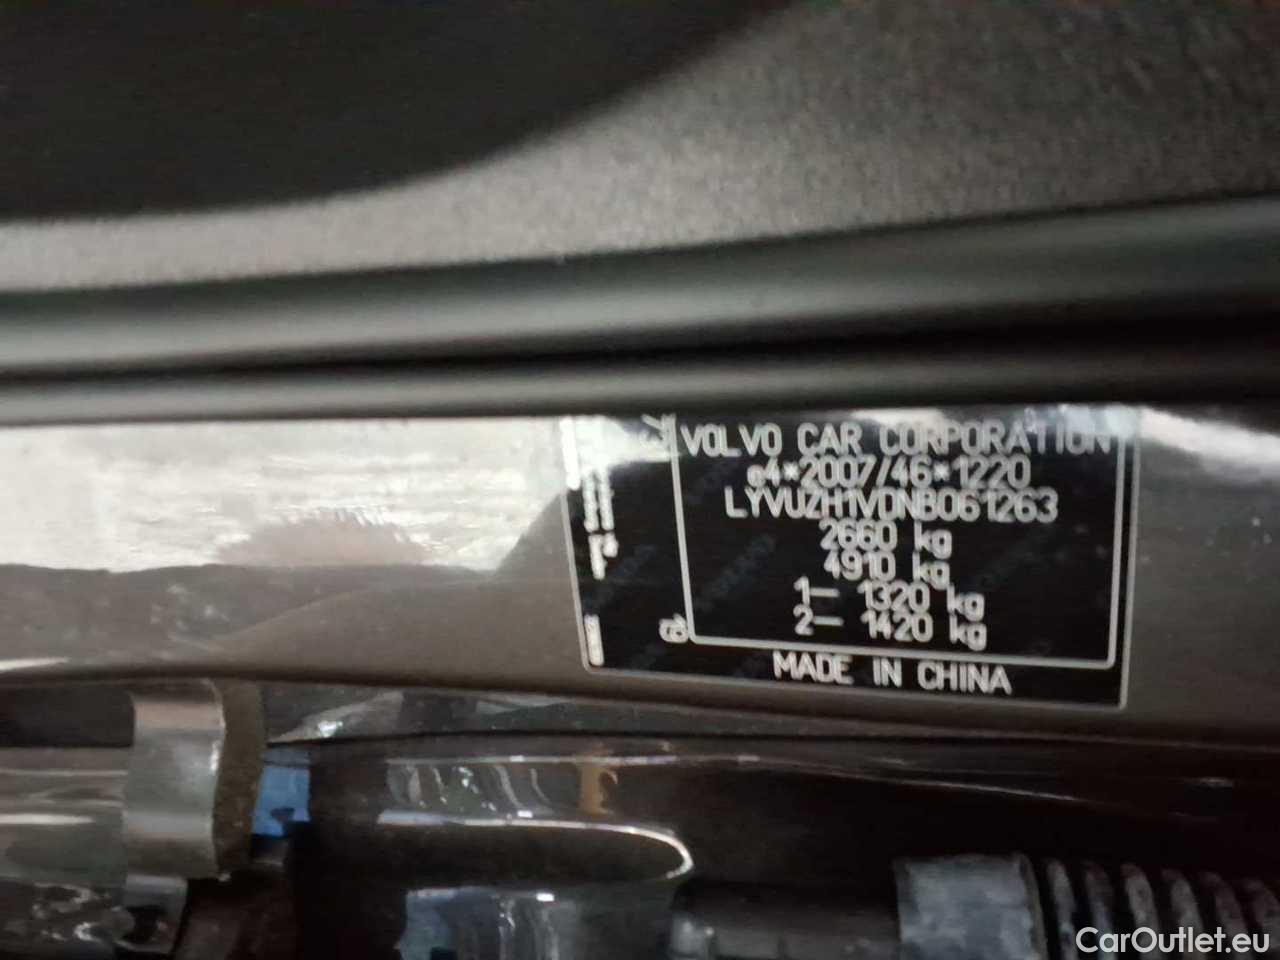 VOLVO CAR CORPORATION
e4*2007/46*1220
LYVUZH1VDNB061263
2660 kg
4910 kg
1– 1320 kg
2– 1420 kg
MADE IN CHINA
CarOutlet.eu